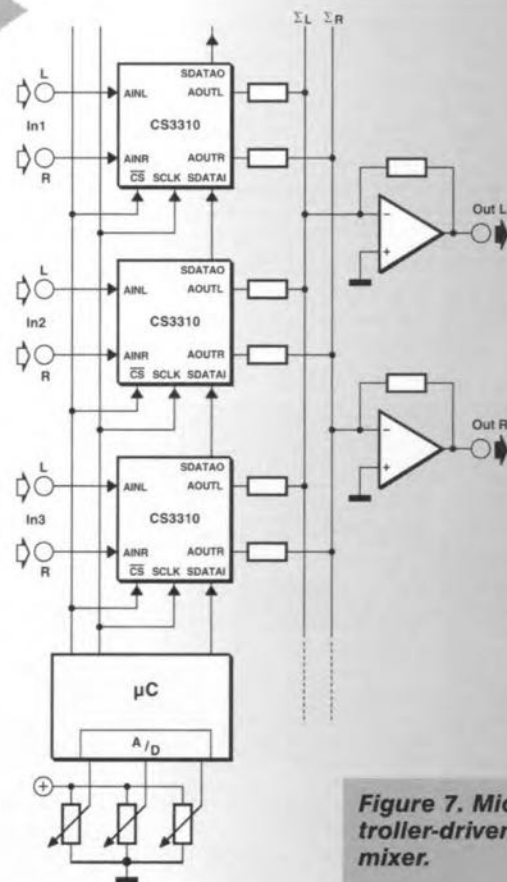 ΣL ΣR
SDATAO
L
AINL AOUTL
In1
CS3310
R
AINR AOUTR
CS SCLK SDATAI
Out L
SDATAO
L
AINL AOUTL
In2
CS3310
R
AINR AOUTR
CS SCLK SDATAI
Out R
SDATAO
L
AINL AOUTL
In3
CS3310
R
AINR AOUTR
CS SCLK SDATAI
µC
A/D
Figure 7. Mic
troller-driven
mixer.